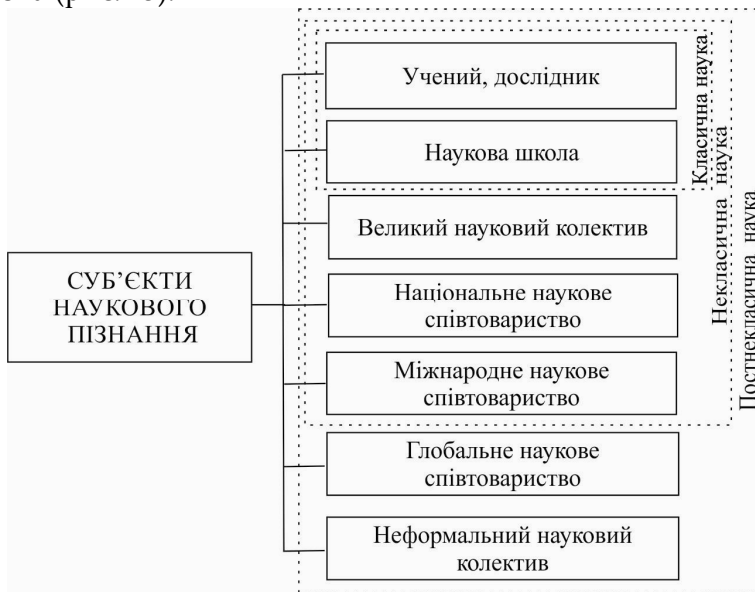 Учений, дослідник
Наукова школа
Великий науковий колектив
СУБ’ЄКТИ
НАУКОВОГО
ПІЗНАННЯ
Національне наукове
співтовариство
Міжнародне наукове
співтовариство
Глобальне наукове
співтовариство
Неформальний науковий
колектив
Класична наука
Некласична наука
Постнекласична наука